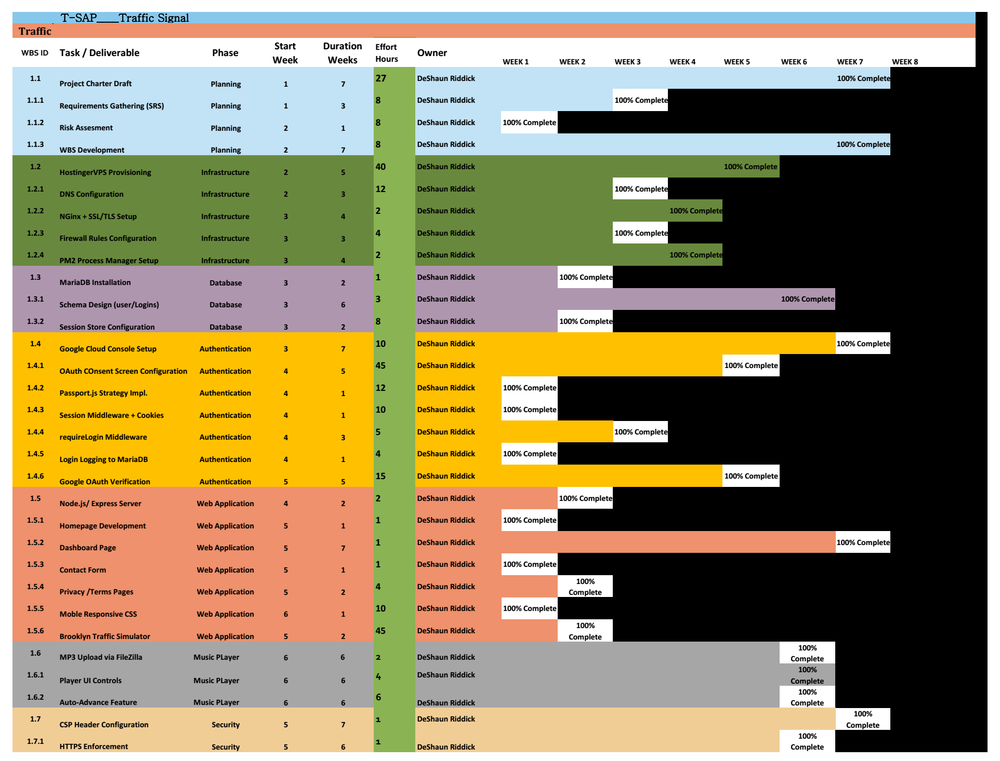 T-SAP____Traffic Signal
Traffic
WBS ID Task / Deliverable Phase Start Week Duration Weeks Effort Hours Owner WEEK 1 WEEK 2 WEEK 3 WEEK 4 WEEK 5 WEEK 6 WEEK 7 WEEK 8
1.1 Project Charter Draft Planning 1 7 27 DeShaun Riddick 100% Complete
1.1.1 Requirements Gathering (SRS) Planning 1 3 8 DeShaun Riddick 100% Complete
1.1.2 Risk Assesment Planning 2 1 8 DeShaun Riddick 100% Complete
1.1.3 WBS Development Planning 2 7 8 DeShaun Riddick 100% Complete
1.2 HostingerVPS Provisioning Infrastructure 2 5 40 DeShaun Riddick 100% Complete
1.2.1 DNS Configuration Infrastructure 2 3 12 DeShaun Riddick 100% Complete
1.2.2 NGinx + SSL/TLS Setup Infrastructure 3 4 2 DeShaun Riddick 100% Complete
1.2.3 Firewall Rules Configuration Infrastructure 3 3 4 DeShaun Riddick 100% Complete
1.2.4 PM2 Process Manager Setup Infrastructure 3 4 2 DeShaun Riddick 100% Complete
1.3 MariaDB Installation Database 3 2 1 DeShaun Riddick 100% Complete
1.3.1 Schema Design (user/Logins) Database 3 6 3 DeShaun Riddick 100% Complete
1.3.2 Session Store Configuration Database 3 2 8 DeShaun Riddick 100% Complete
1.4 Google Cloud Console Setup Authentication 3 7 10 DeShaun Riddick 100% Complete
1.4.1 OAuth COnsent Screen Configuration Authentication 4 5 45 DeShaun Riddick 100% Complete
1.4.2 Passport.js Strategy Impl. Authentication 4 1 12 DeShaun Riddick 100% Complete
1.4.3 Session Middleware + Cookies Authentication 4 1 10 DeShaun Riddick 100% Complete
1.4.4 requireLogin Middleware Authentication 4 3 5 DeShaun Riddick 100% Complete
1.4.5 Login Logging to MariaDB Authentication 4 1 4 DeShaun Riddick 100% Complete
1.4.6 Google OAuth Verification Authentication 5 5 15 DeShaun Riddick 100% Complete
1.5 Node.js/ Express Server Web Application 4 2 2 DeShaun Riddick 100% Complete
1.5.1 Homepage Development Web Application 5 1 1 DeShaun Riddick 100% Complete
1.5.2 Dashboard Page Web Application 5 7 1 DeShaun Riddick 100% Complete
1.5.3 Contact Form Web Application 5 1 1 DeShaun Riddick 100% Complete
1.5.4 Privacy /Terms Pages Web Application 5 2 4 DeShaun Riddick 100% Complete
1.5.5 Moble Responsive CSS Web Application 6 1 10 DeShaun Riddick 100% Complete
1.5.6 Brooklyn Traffic Simulator Web Application 5 2 45 DeShaun Riddick 100% Complete
1.6 MP3 Upload via FileZilla Music PLayer 6 6 2 DeShaun Riddick 100% Complete
1.6.1 Player UI Controls Music PLayer 6 6 4 DeShaun Riddick 100% Complete
1.6.2 Auto-Advance Feature Music PLayer 6 6 6 DeShaun Riddick 100% Complete
1.7 CSP Header Configuration Security 5 7 1 DeShaun Riddick 100% Complete
1.7.1 HTTPS Enforcement Security 5 6 1 DeShaun Riddick 100% Complete